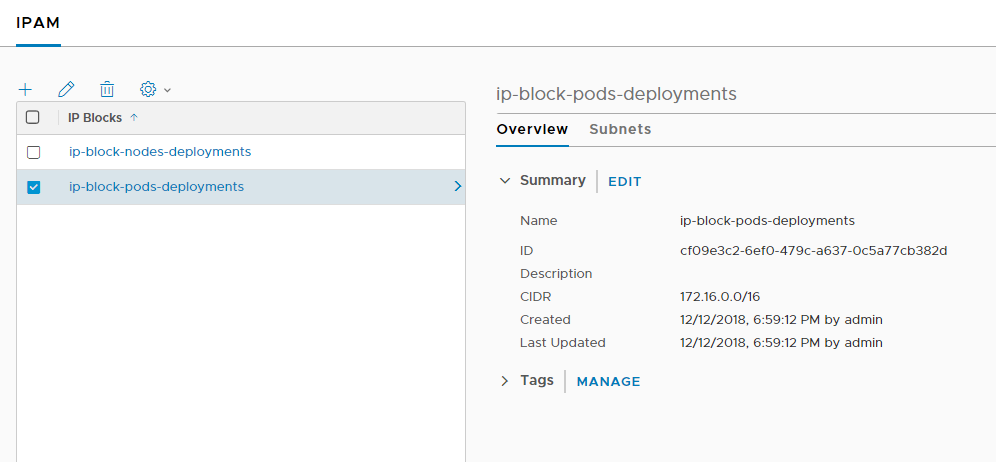 IPAM
IP Blocks
ip-block-nodes-deployments
ip-block-pods-deployments
ip-block-pods-deployments
Overview Subnets
Summary EDIT
Name ip-block-pods-deployments
ID cf09e3c2-6ef0-479c-a637-0c5a77cb382d
Description
CIDR 172.16.0.0/16
Created 12/12/2018, 6:59:12 PM by admin
Last Updated 12/12/2018, 6:59:12 PM by admin
Tags MANAGE